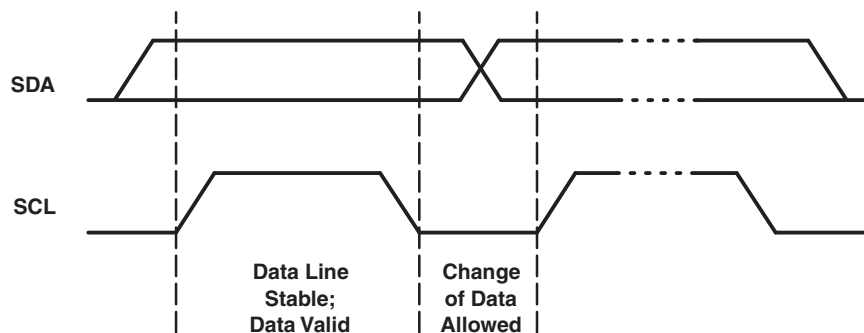 SDA
SCL
Data Line
Stable;
Data Valid
Change
of Data
Allowed